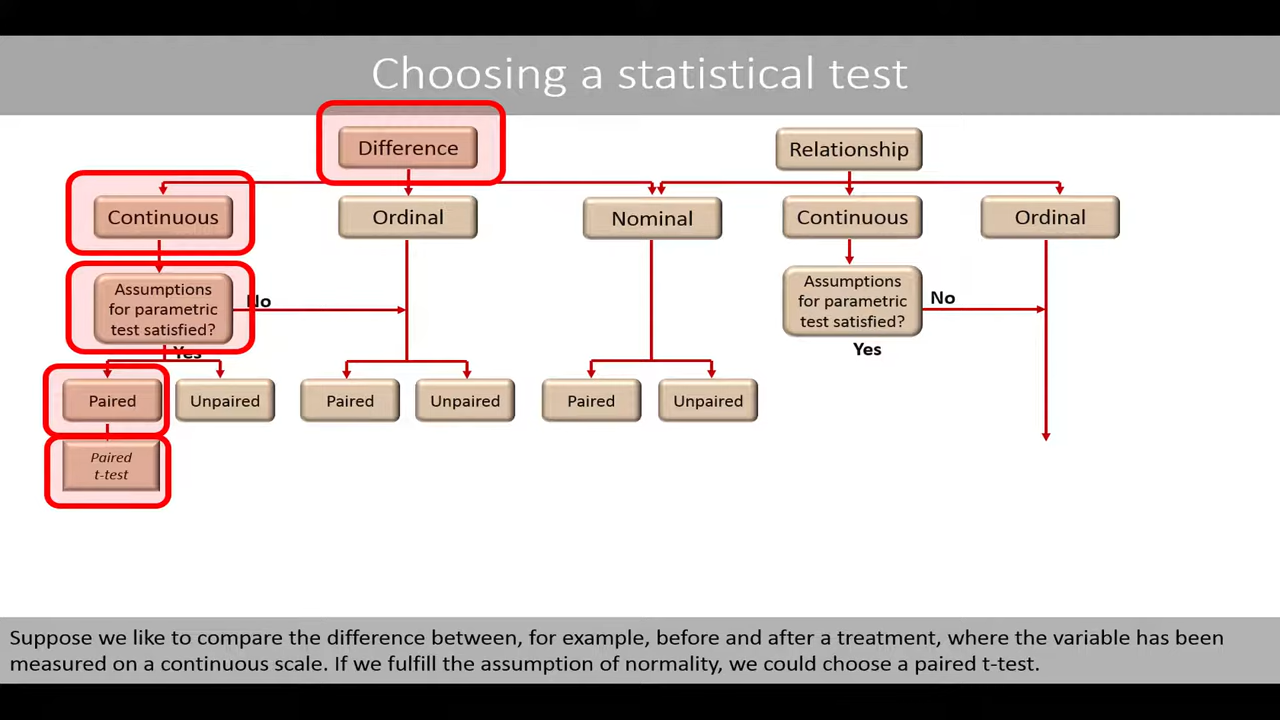 Choosing a statistical test
Difference
Relationship
Continuous
Ordinal
Nominal
Continuous
Ordinal
Assumptions
for parametric
test satisfied?
No
Yes
Assumptions
for parametric
test satisfied?
No
Yes
Paired
Unpaired
Paired
Unpaired
Paired
Unpaired
Paired
t-test
Suppose we like to compare the difference between, for example, before and after a treatment, where the variable has been
measured on a continuous scale. If we fulfill the assumption of normality, we could choose a paired t-test.